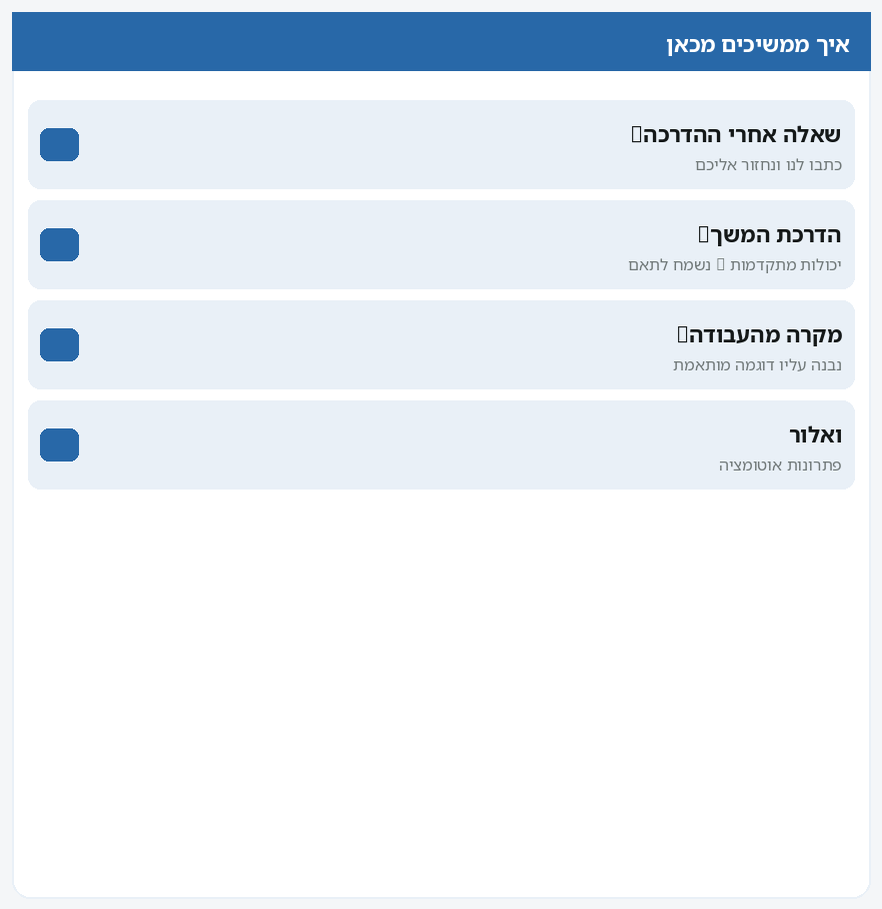 איך ממשיכים מכאן
שאלה אחרי ההדרכה
כתבו לנו ונחזור אליכם
הדרכת המשך
יכולות מתקדמות נשמח לתאם
מקרה מהעבודה
נבנה עליו דוגמה מותאמת
ואלור
פתרונות אוטומציה